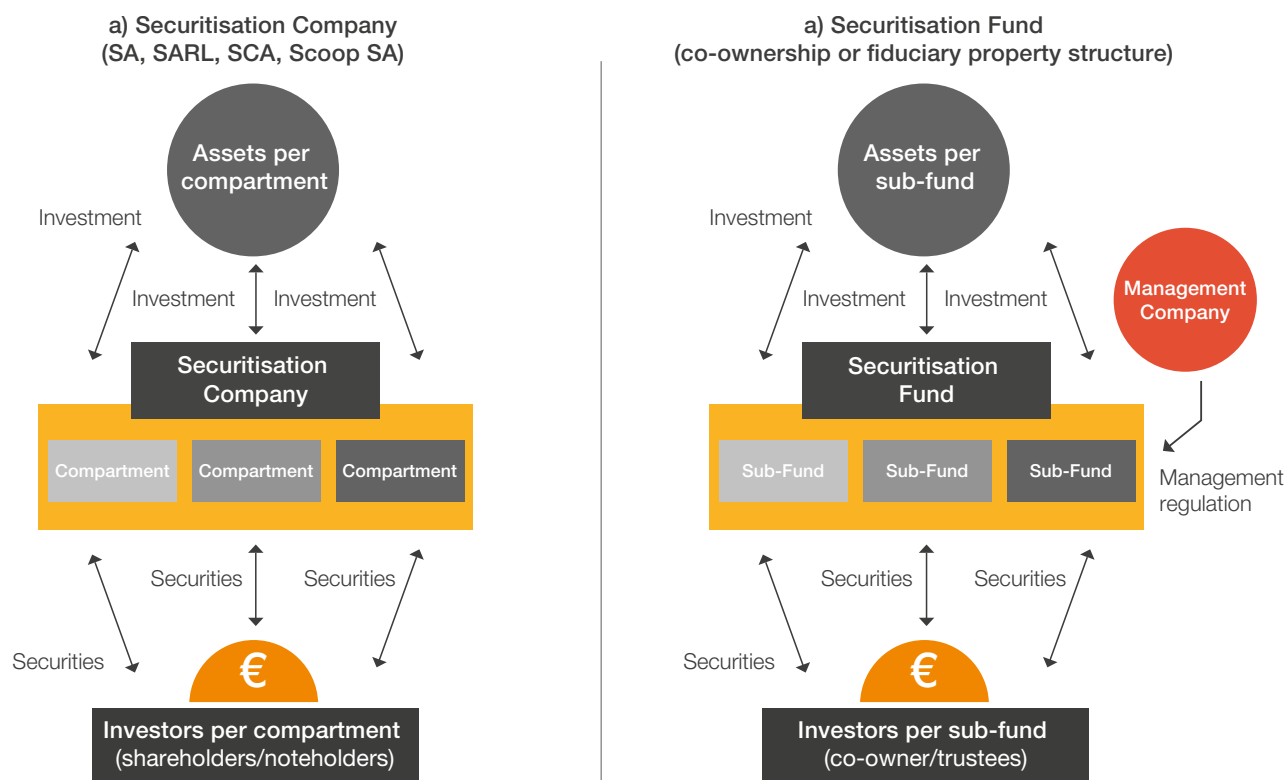 a) Securitisation Company
(SA, SARL, SCA, Scoop SA)
Assets per
compartment
Investment
Investment
Investment
Securitisation
Company
Compartment
Compartment
Compartment
Securities
Securities
Securities
€
Investors per compartment
(shareholders/noteholders)
a) Securitisation Fund
(co-ownership or fiduciary property structure)
Assets per
sub-fund
Investment
Management
Company
Investment
Investment
Securitisation
Fund
Sub-Fund
Sub-Fund
Sub-Fund
Management
regulation
Securities
Securities
Securities
€
Investors per sub-fund
(co-owner/trustees)